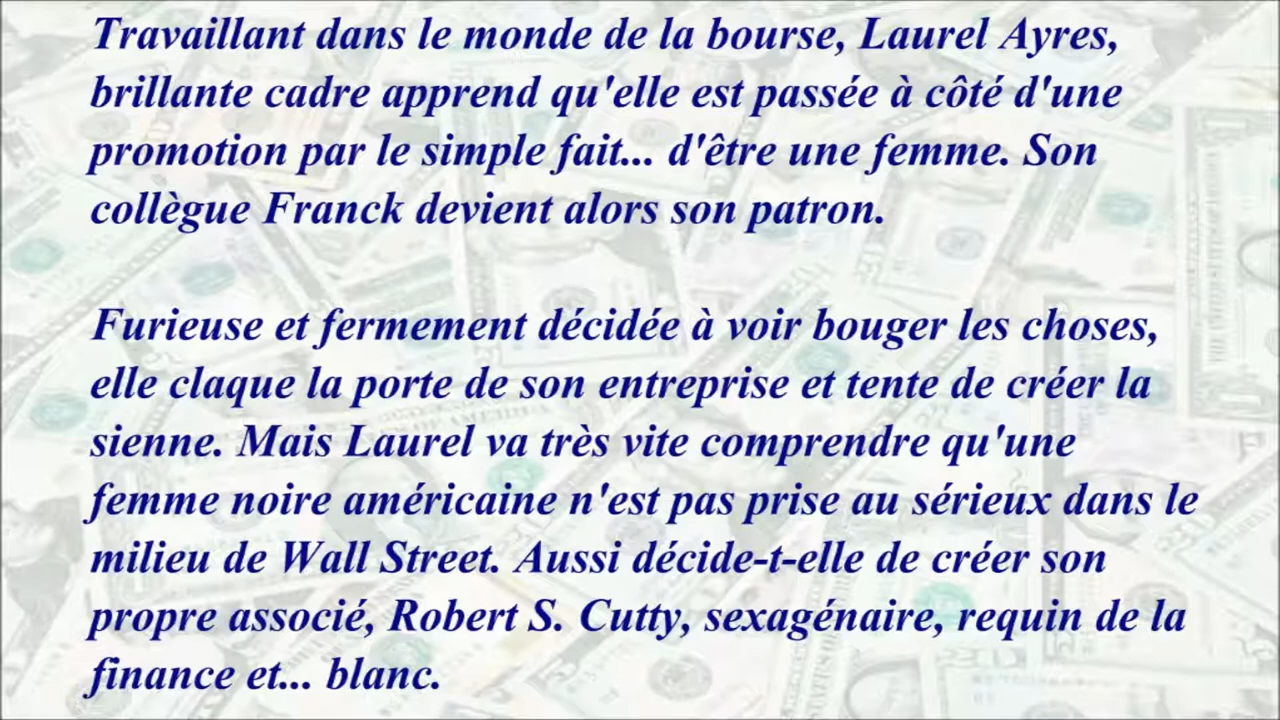 Travaillant dans le monde de la bourse, Laurel Ayres,
brillante cadre apprend qu'elle est passée à côté d'une
promotion par le simple fait... d'être une femme. Son
collègue Franck devient alors son patron.
Furieuse et fermement décidée à voir bouger les choses,
elle claque la porte de son entreprise et tente de créer la
sienne. Mais Laurel va très vite comprendre qu'une
femme noire américaine n'est pas prise au sérieux dans le
milieu de Wall Street. Aussi décide-t-elle de créer son
propre associé, Robert S. Cutty, sexagénaire, requin de la
finance et... blanc.